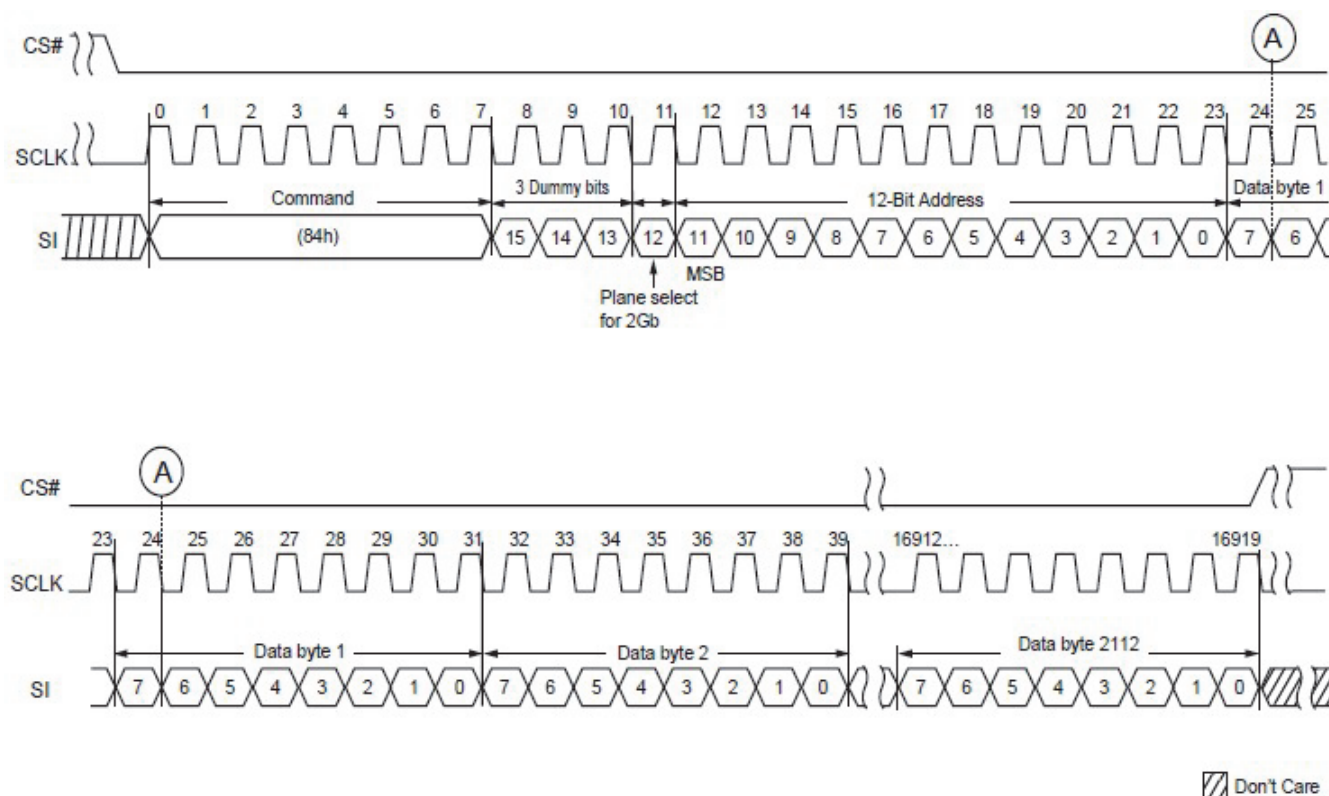 CS#
A
0 1 2 3 4 5 6 7 8 9 10 11 12 13 14 15 16 17 18 19 20 21 22 23 24 25
SCLK
Command 3 Dummy bits 12-Bit Address Data byte 1
SI (84h) 15 14 13 12 11 10 9 8 7 6 5 4 3 2 1 0 7 6
MSB
Plane select
for 2Gb
A
CS#
23 24 25 26 27 28 29 30 31 32 33 34 35 36 37 38 39 16912... 16919
SCLK
Data byte 1 Data byte 2 Data byte 2112
SI 7 6 5 4 3 2 1 0 7 6 5 4 3 2 1 0 7 6 5 4 3 2 1 0
Don't Care